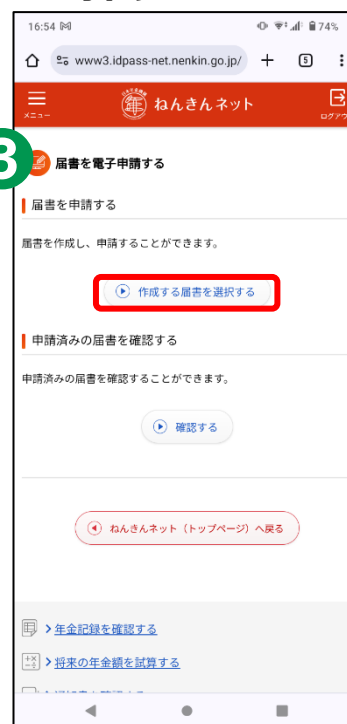 16:54 74%
www3.idpass-net.nenkin.go.jp/ 5
メニュー ねんきんネット ログアウ
3 届書を電子申請する
届書を申請する
届書を作成し、申請することができます。
作成する届書を選択する
申請済みの届書を確認する
申請済みの届書を確認することができます。
確認する
ねんきんネット（トップページ）へ戻る
年金記録を確認する
将来の年金額を試算する